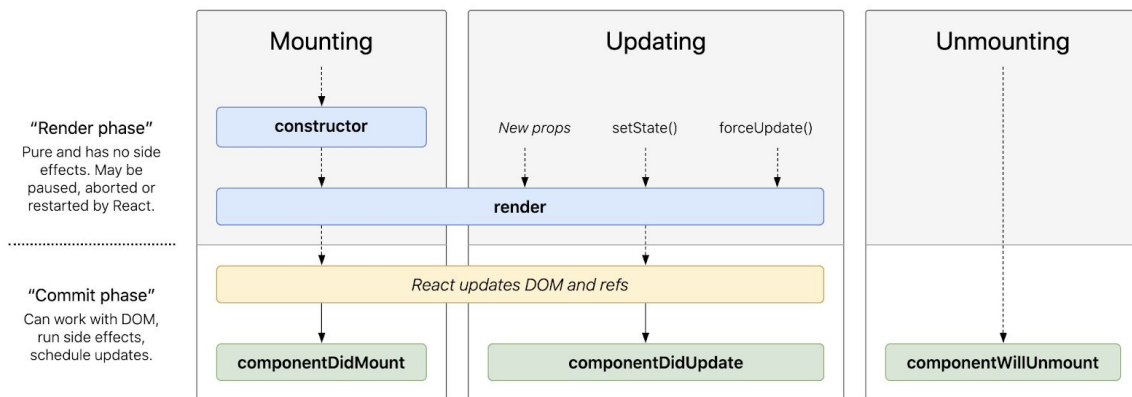 Mounting
Updating
Unmounting
“Render phase”
Pure and has no side
effects. May be
paused, aborted or
restarted by React.
constructor
New props
setState()
forceUpdate()
render
“Commit phase”
Can work with DOM,
run side effects,
schedule updates.
React updates DOM and refs
componentDidMount
componentDidUpdate
componentWillUnmount